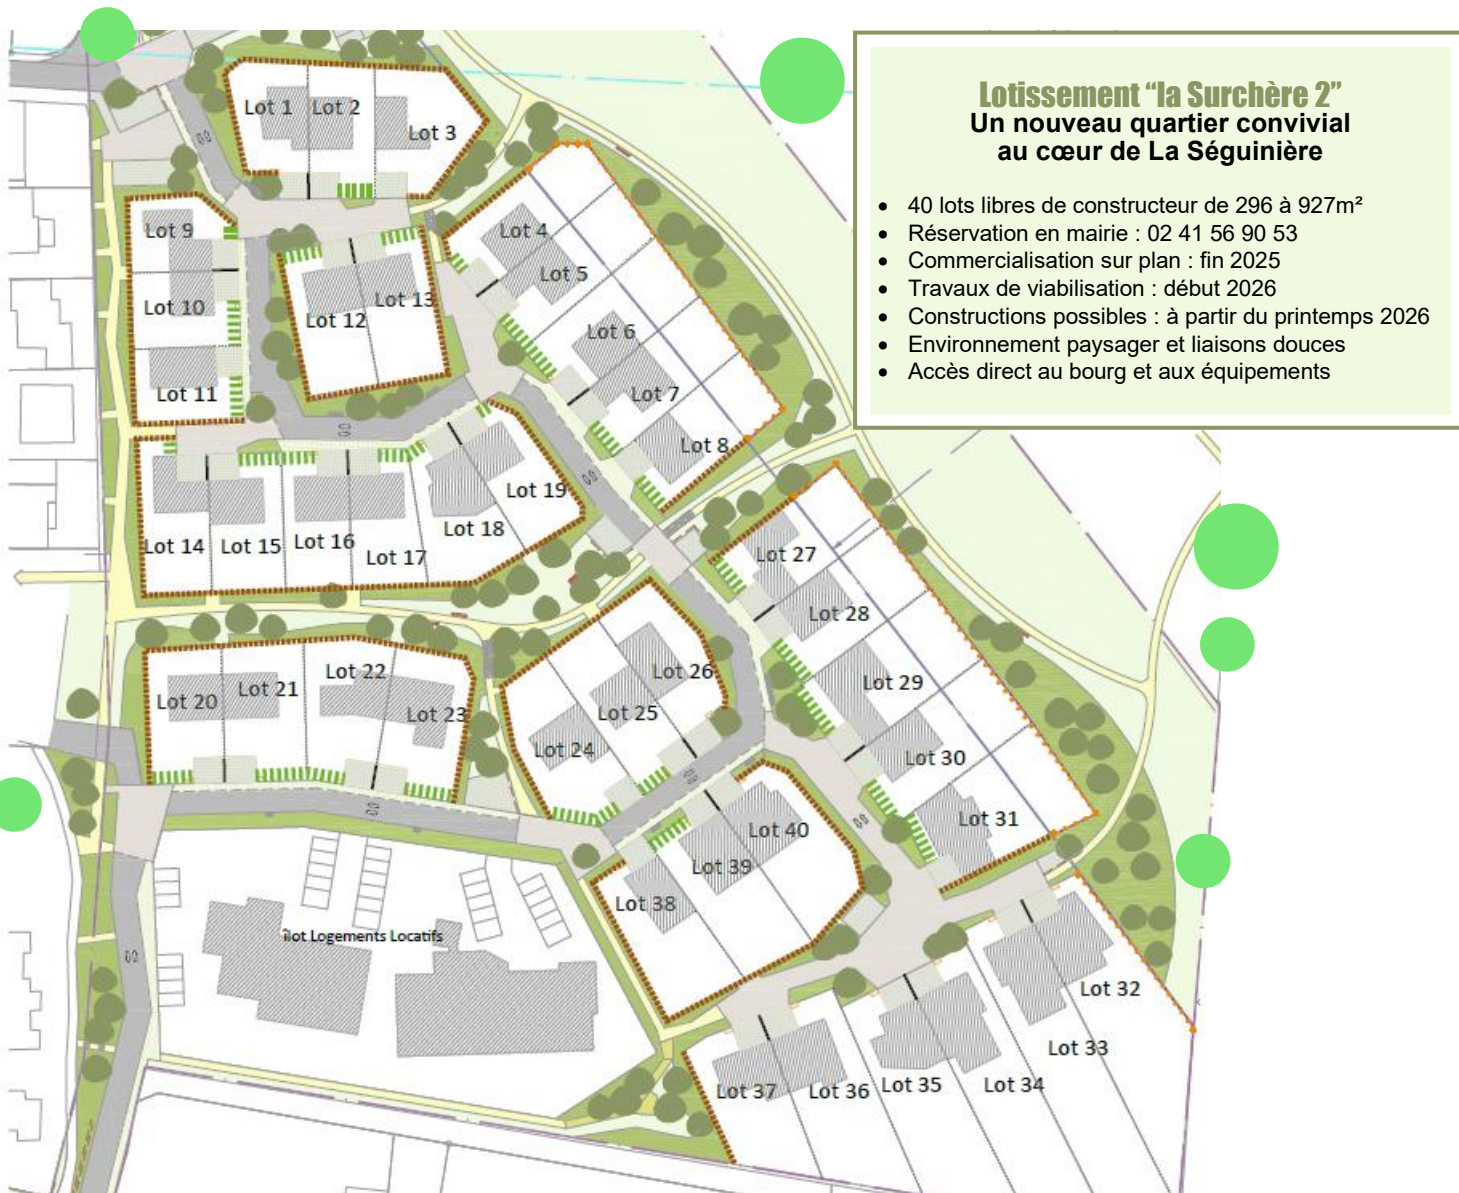 Lotissement “la Surchère 2”
Un nouveau quartier convivial
au cœur de La Séguinière
• 40 lots libres de constructeur de 296 à 927m²
• Réservation en mairie : 02 41 56 90 53
• Commercialisation sur plan : fin 2025
• Travaux de viabilisation : début 2026
• Constructions possibles : à partir du printemps 2026
• Environnement paysager et liaisons douces
• Accès direct au bourg et aux équipements
Lot 1
Lot 2
Lot 3
Lot 4
Lot 5
Lot 6
Lot 7
Lot 8
Lot 9
Lot 10
Lot 11
Lot 12
Lot 13
Lot 14
Lot 15
Lot 16
Lot 17
Lot 18
Lot 19
Lot 20
Lot 21
Lot 22
Lot 23
Lot 24
Lot 25
Lot 26
Lot 27
Lot 28
Lot 29
Lot 30
Lot 31
Lot 32
Lot 33
Lot 34
Lot 35
Lot 36
Lot 37
Lot 38
Lot 39
Lot 40
îlot Logements Locatifs